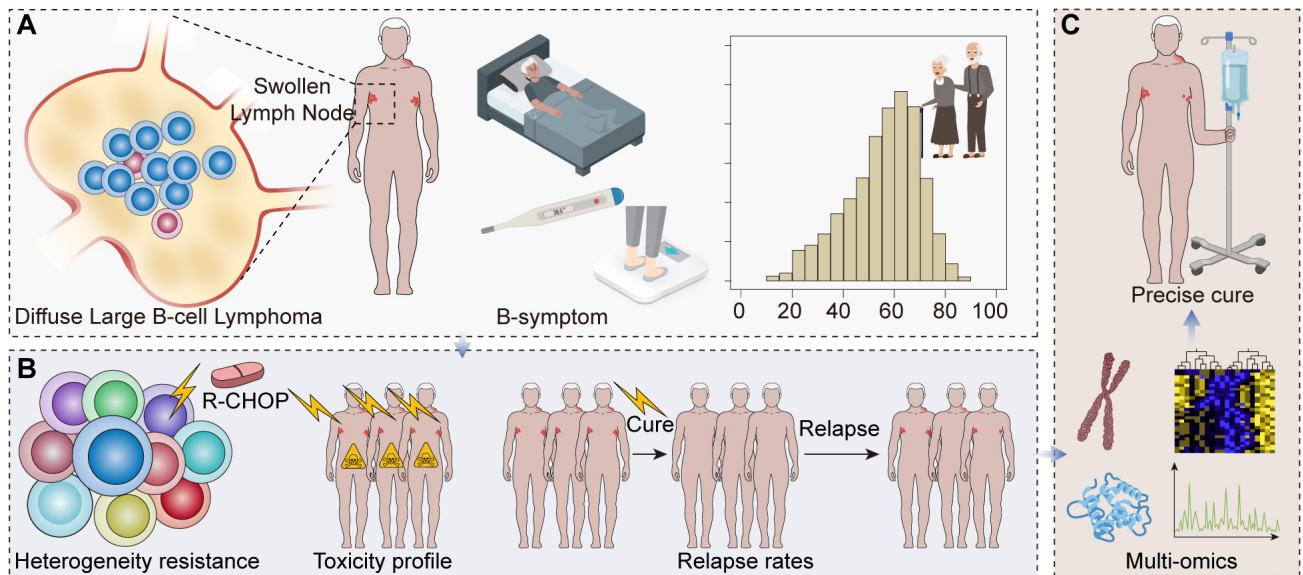 A
Swollen
Lymph Node
Diffuse Large B-cell Lymphoma
B-symptom
0 20 40 60 80 100
B
R-CHOP
Cure
Relapse
Heterogeneity resistance
Toxicity profile
Relapse rates
C
Precise cure
Multi-omics